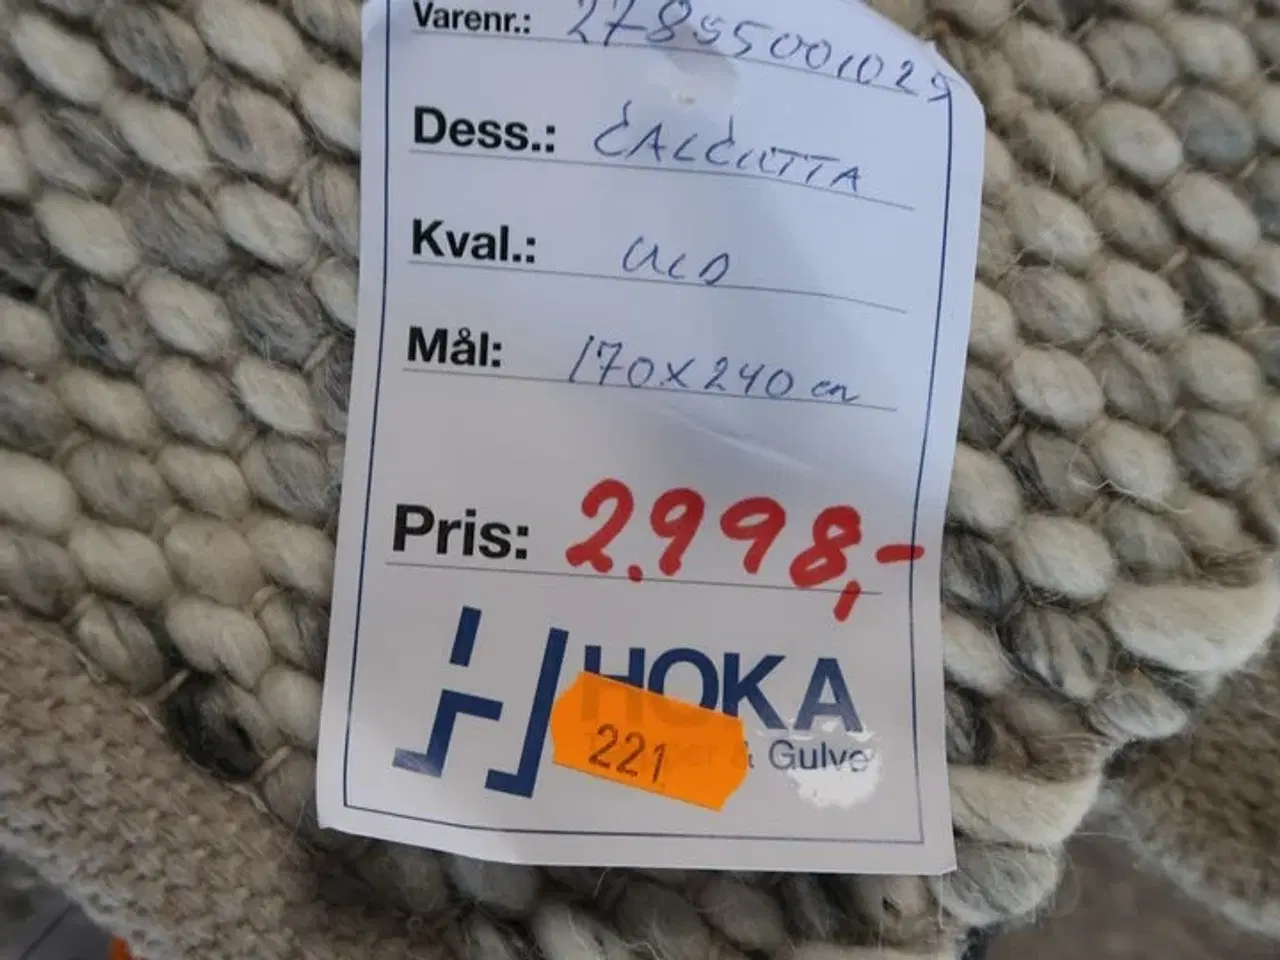 Varenr.: 27855001029
Dess.: CALCUTTA
Kval.: ULD
Mål: 170x240 cm
Pris: 2.998,-
HOKA
& Gulve
221